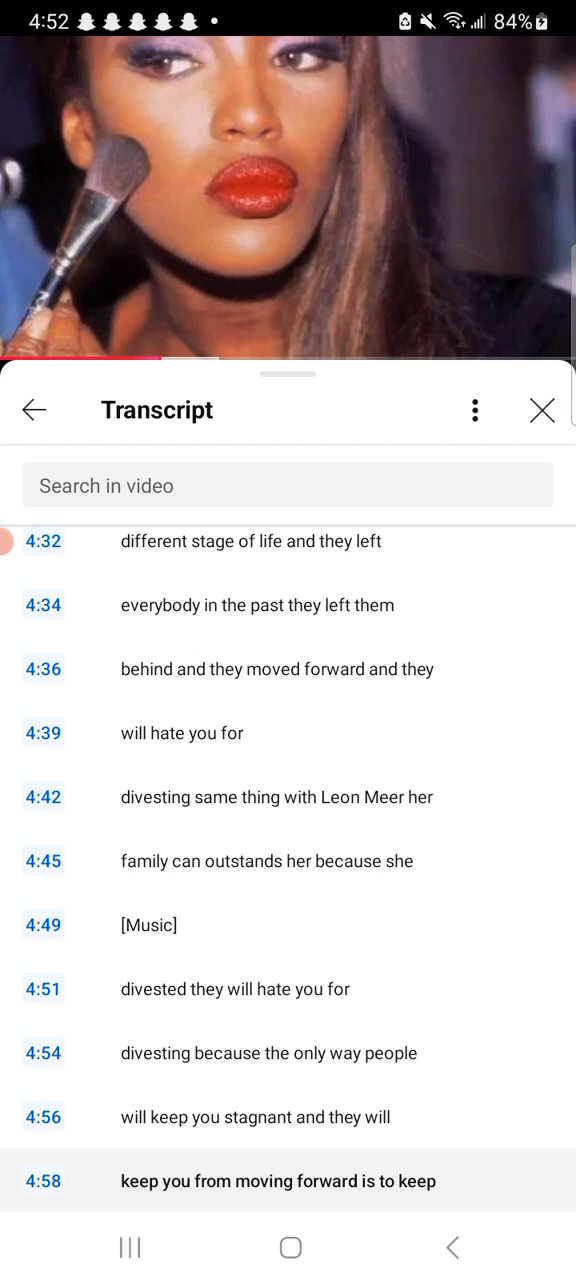 4:52
84%
Transcript
Search in video
4:32 different stage of life and they left
4:34 everybody in the past they left them
4:36 behind and they moved forward and they
4:39 will hate you for
4:42 divesting same thing with Leon Meer her
4:45 family can outstands her because she
4:49 [Music]
4:51 divested they will hate you for
4:54 divesting because the only way people
4:56 will keep you stagnant and they will
4:58 keep you from moving forward is to keep